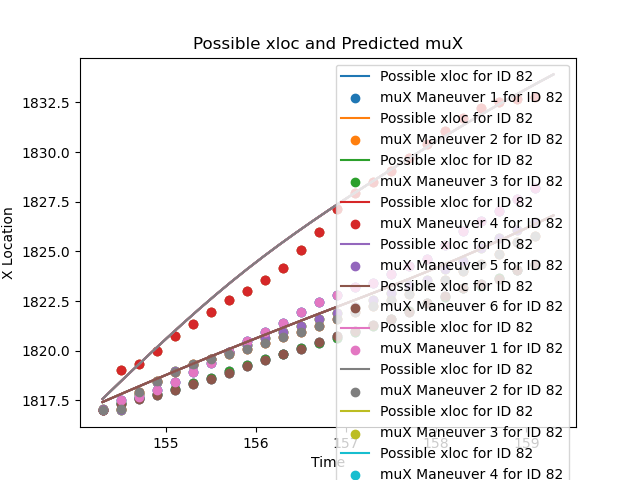 Possible xloc and Predicted muX
1832.5
1830.0
1827.5
1825.0
1822.5
1820.0
1817.5
X Location
155
156
157
158
159
Time
Possible xloc for ID 82
muX Maneuver 1 for ID 82
Possible xloc for ID 82
muX Maneuver 2 for ID 82
Possible xloc for ID 82
muX Maneuver 3 for ID 82
Possible xloc for ID 82
muX Maneuver 4 for ID 82
Possible xloc for ID 82
muX Maneuver 5 for ID 82
Possible xloc for ID 82
muX Maneuver 6 for ID 82
Possible xloc for ID 82
muX Maneuver 1 for ID 82
Possible xloc for ID 82
muX Maneuver 2 for ID 82
Possible xloc for ID 82
muX Maneuver 3 for ID 82
Possible xloc for ID 82
muX Maneuver 4 for ID 82